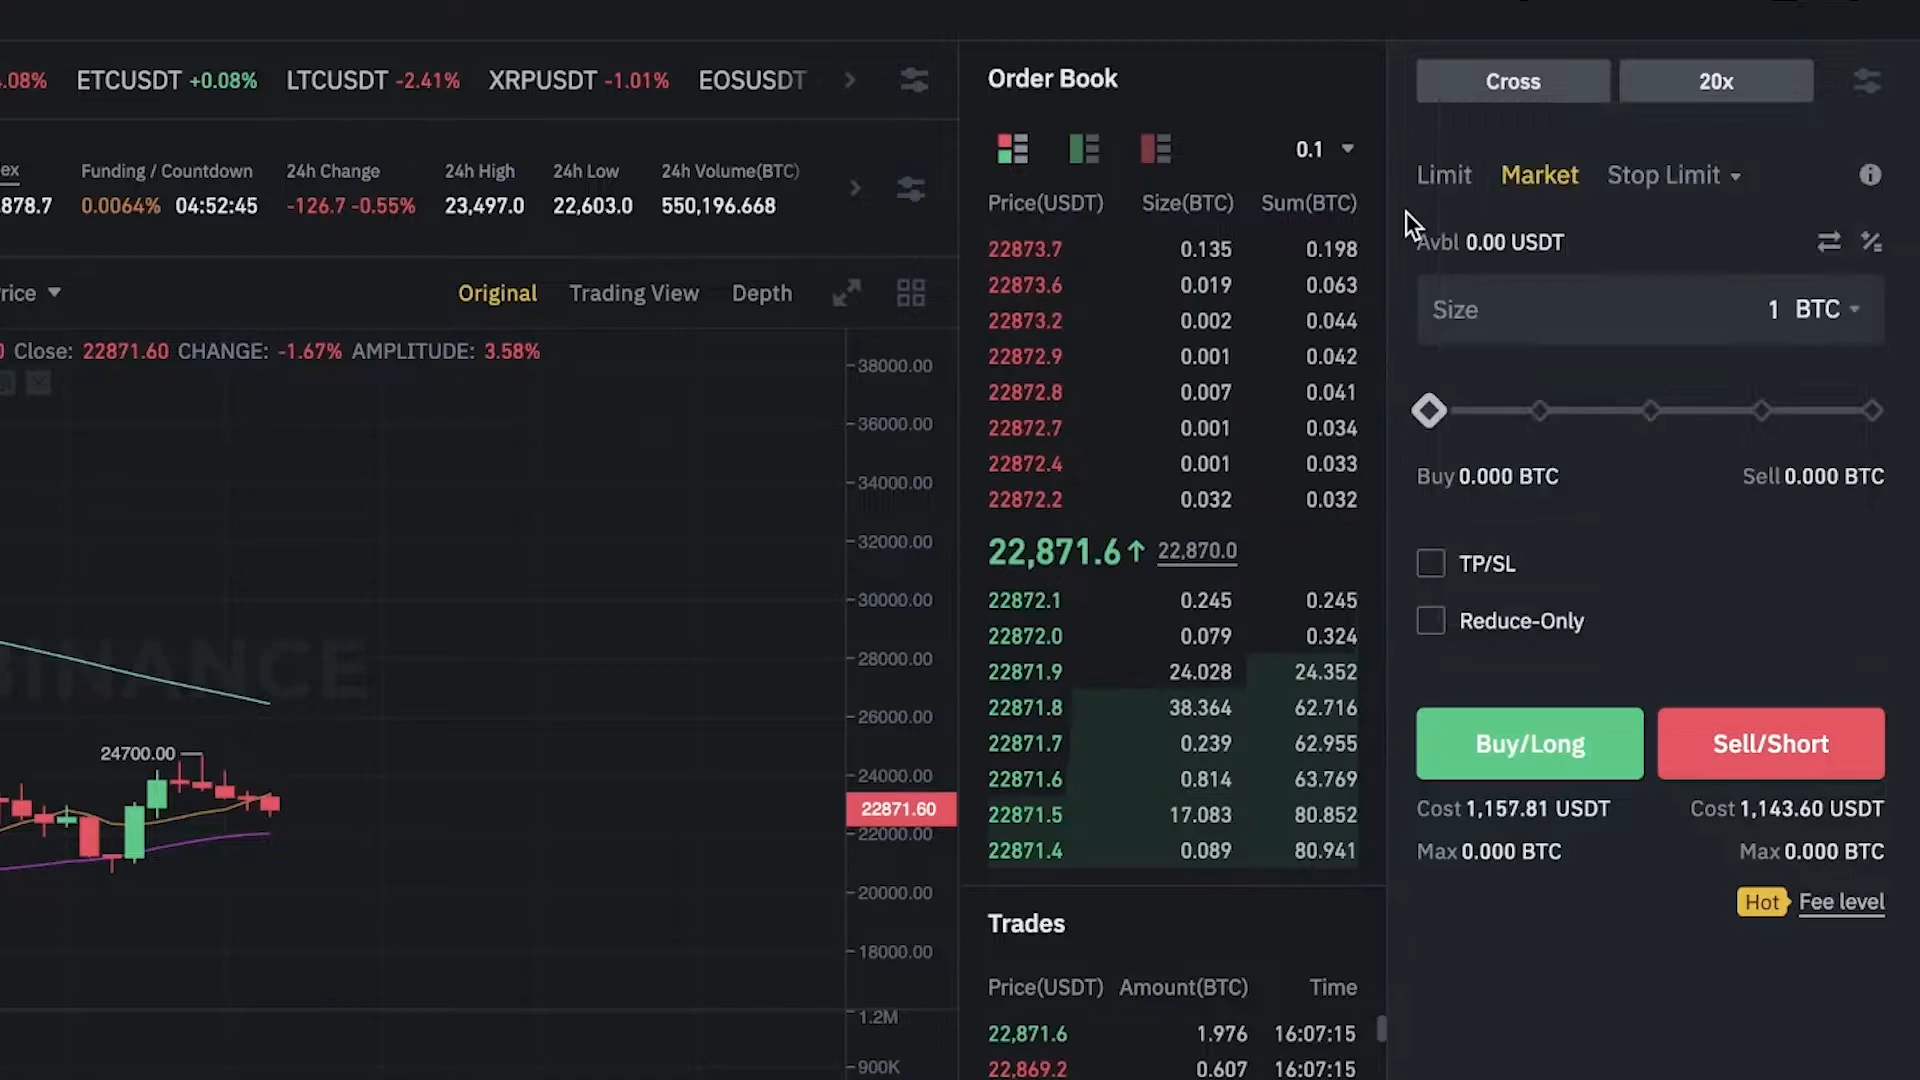 .08% ETCUSDT +0.08% LTCUSDT -2.41% XRPUSDT -1.01% EOSUSDT
ex Funding / Countdown 24h Change 24h High 24h Low 24h Volume(BTC)
.878.7 0.0064% 04:52:45 -126.7 -0.55% 23,497.0 22,603.0 550,196.668
rice Original Trading View Depth
0 Close: 22871.60 CHANGE: -1.67% AMPLITUDE: 3.58%
38000.00
36000.00
34000.00
32000.00
30000.00
28000.00
26000.00
24000.00
22871.60
22000.00
20000.00
18000.00
1.2M
900K
BINANCE
24700.00
Order Book
0.1
Price(USDT) Size(BTC) Sum(BTC)
22873.7 0.135 0.198
22873.6 0.019 0.063
22873.2 0.002 0.044
22872.9 0.001 0.042
22872.8 0.007 0.041
22872.7 0.001 0.034
22872.4 0.001 0.033
22872.2 0.032 0.032
22,871.6↑ 22,870.0
22872.1 0.245 0.245
22872.0 0.079 0.324
22871.9 24.028 24.352
22871.8 38.364 62.716
22871.7 0.239 62.955
22871.6 0.814 63.769
22871.5 17.083 80.852
22871.4 0.089 80.941
Trades
Price(USDT) Amount(BTC) Time
22,871.6 1.976 16:07:15
22,869.2 0.607 16:07:15
Cross 20x
Limit Market Stop Limit
Avbl 0.00 USDT
Size 1 BTC
Buy 0.000 BTC Sell 0.000 BTC
TP/SL
Reduce-Only
Buy/Long Sell/Short
Cost 1,157.81 USDT Cost 1,143.60 USDT
Max 0.000 BTC Max 0.000 BTC
Hot Fee level